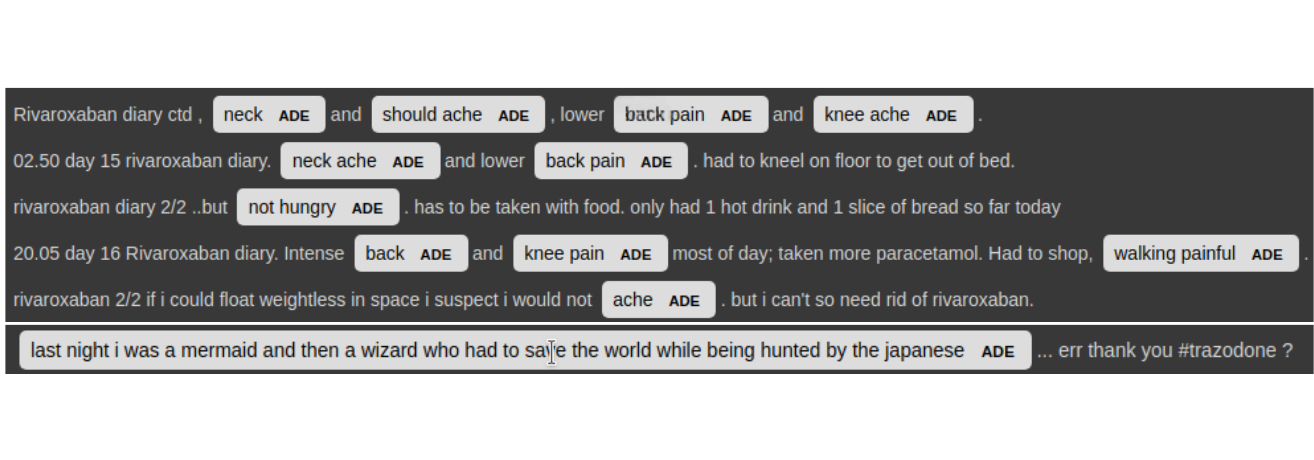 Rivaroxaban diary ctd , neck ADE and should ache ADE , lower back pain ADE and knee ache ADE .
02.50 day 15 rivaroxaban diary. neck ache ADE and lower back pain ADE . had to kneel on floor to get out of bed.
rivaroxaban diary 2/2 ..but not hungry ADE . has to be taken with food. only had 1 hot drink and 1 slice of bread so far today
20.05 day 16 Rivaroxaban diary. Intense back ADE and knee pain ADE most of day; taken more paracetamol. Had to shop, walking painful ADE .
rivaroxaban 2/2 if i could float weightless in space i suspect i would not ache ADE . but i can't so need rid of rivaroxaban.
last night i was a mermaid and then a wizard who had to save the world while being hunted by the japanese ADE ... err thank you #trazodone ?